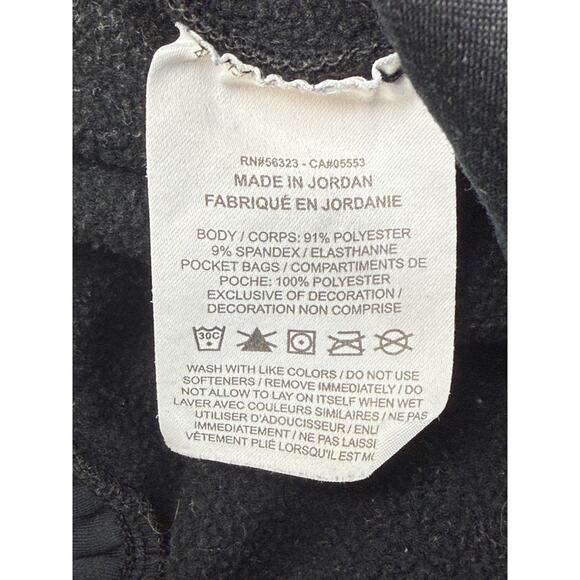 RN#56323 - CA#05553
MADE IN JORDAN
FABRIQUÉ EN JORDANIE
BODY / CORPS: 91% POLYESTER
9% SPANDEX / ELASTHANNE
POCKET BAGS / COMPARTIMENTS DE
POCHE: 100% POLYESTER
EXCLUSIVE OF DECORATION /
DECORATION NON COMPRISE
30C
WASH WITH LIKE COLORS / DO NOT USE
SOFTENERS / REMOVE IMMEDIATELY / DO
NOT ALLOW TO LAY ON ITSELF WHEN WET
LAVER AVEC COULEURS SIMILAIRES / NE PAS
UTILISER D'ADOUCISSEUR /
IMMEDIATEMENT / NE PAS
VÊTEMENT PLIÉ LORSQU'IL EST